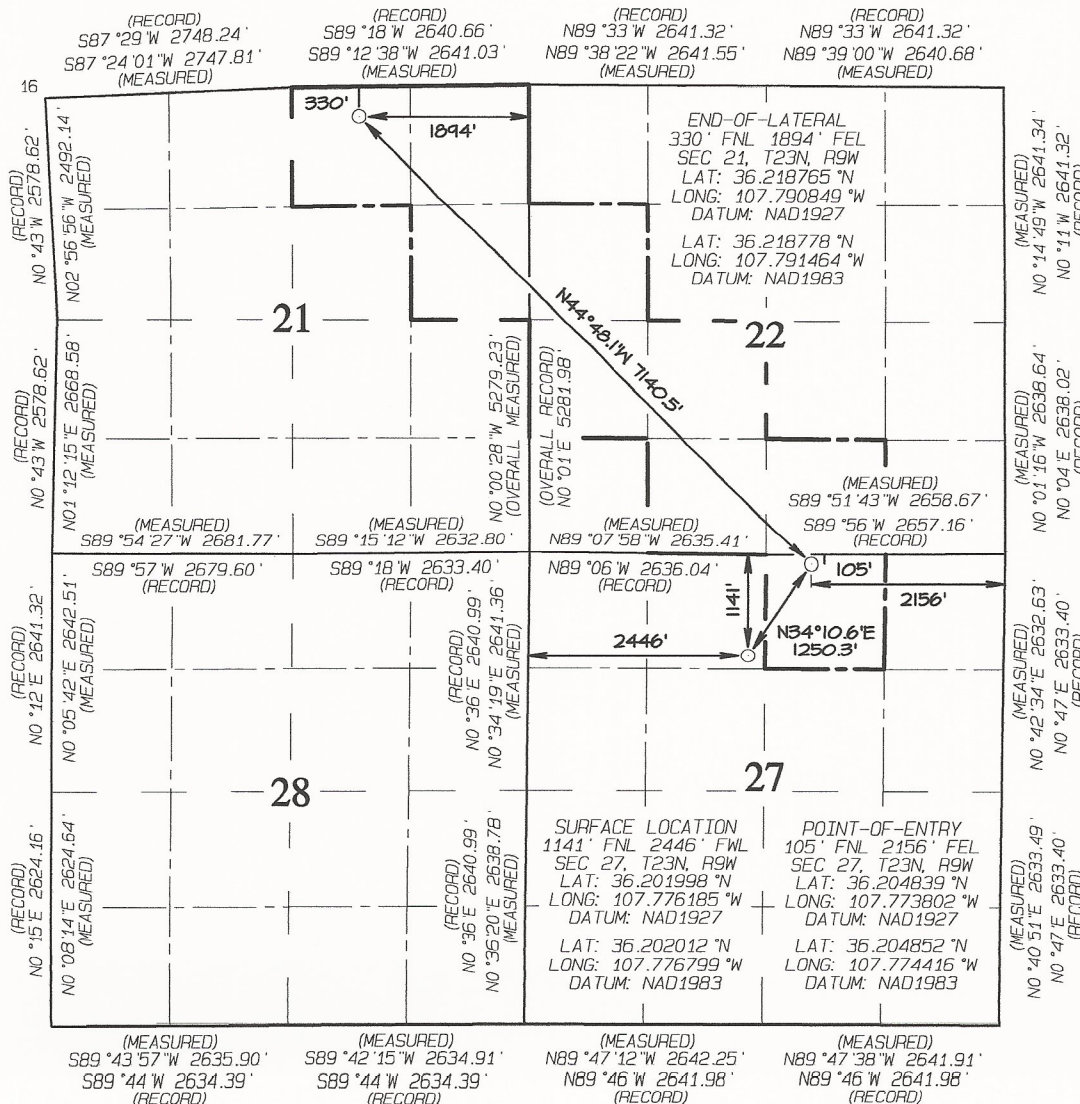 (RECORD)
S87°29'W 2748.24'
S87°24'01"W 2747.81'
(MEASURED)
(RECORD)
S89°18'W 2640.66'
S89°12'38"W 2641.03'
(MEASURED)
(RECORD)
N89°33'W 2641.32'
N89°38'22"W 2641.55'
(MEASURED)
(RECORD)
N89°33'W 2641.32'
N89°39'00"W 2640.68'
(MEASURED)
16
330'
1894'
END-OF-LATERAL
330' FNL 1894' FEL
SEC 21, T23N, R9W
LAT: 36.218765°N
LONG: 107.790849°W
DATUM: NAD1927
LAT: 36.218778°N
LONG: 107.791464°W
DATUM: NAD1983
(RECORD)
N0°43'W 2578.62'
N02°56'56"W 2492.14'
(MEASURED)
(MEASURED)
N0°14'49"W 2641.34'
N0°11'W 2641.32'
(RECORD)
21
22
N44°48.1'W 7140.5'
(RECORD)
N0°43'W 2578.62'
N01°12'15"E 2668.58'
(MEASURED)
N0°00'28"W 5279.23'
(OVERALL MEASURED)
(OVERALL RECORD)
N0°01'E 5281.98'
(MEASURED)
N0°01'16"W 2638.64'
N0°04'E 2638.02'
(RECORD)
(MEASURED)
S89°54'27"W 2681.77'
S89°57'W 2679.60'
(RECORD)
(MEASURED)
S89°15'12"W 2632.80'
S89°18'W 2633.40'
(RECORD)
N89°07'58"W 2635.41'
N89°06'W 2636.04'
(RECORD)
(MEASURED)
S89°51'43"W 2658.67'
S89°56'W 2657.16'
(RECORD)
105'
2156'
1141'
2446'
N34°10.6'E
1250.3'
(RECORD)
N0°12'E 2641.32'
N0°05'42"E 2642.51'
(MEASURED)
(RECORD)
N0°36'E 2640.99'
N0°34'19"E 2641.36'
(MEASURED)
(MEASURED)
N0°42'34"E 2632.63'
N0°47'E 2633.40'
(RECORD)
28
27
SURFACE LOCATION
1141' FNL 2446' FWL
SEC 27, T23N, R9W
LAT: 36.201998°N
LONG: 107.776185°W
DATUM: NAD1927
LAT: 36.202012°N
LONG: 107.776799°W
DATUM: NAD1983
POINT-OF-ENTRY
105' FNL 2156' FEL
SEC 27, T23N, R9W
LAT: 36.204839°N
LONG: 107.773802°W
DATUM: NAD1927
LAT: 36.204852°N
LONG: 107.774416°W
DATUM: NAD1983
(RECORD)
N0°15'E 2624.16'
N0°08'14"E 2624.64'
(MEASURED)
(RECORD)
N0°36'E 2640.99'
N0°36'20"E 2638.78'
(MEASURED)
(MEASURED)
N0°40'51"E 2633.49'
N0°47'E 2633.40'
(RECORD)
(MEASURED)
S89°43'57"W 2635.90'
S89°44'W 2634.39'
(RECORD)
(MEASURED)
S89°42'15"W 2634.91'
S89°44'W 2634.39'
(RECORD)
(MEASURED)
N89°47'12"W 2642.25'
N89°46'W 2641.98'
(RECORD)
(MEASURED)
N89°47'38"W 2641.91'
N89°46'W 2641.98'
(RECORD)